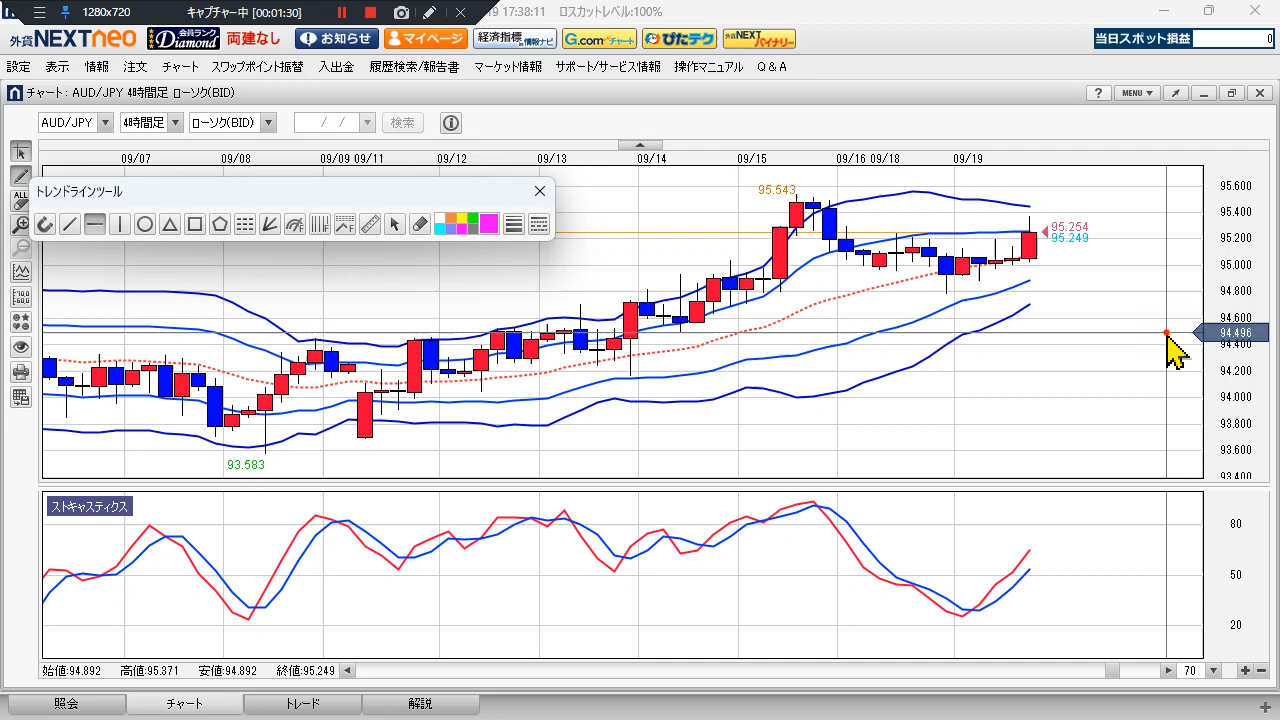 1280x720
キャプチャー中 [00:01:30]
19 17:38:11 ロスカットレベル:100%
外貨NEXTneo
会員ランク Diamond
両建なし
お知らせ
マイページ
経済指標 情報ナビ
G.comチャート
ぴたテク
外貨NEXT バイナリー
当日スポット損益
0
設定 表示 情報 注文 チャート スワップポイント振替 入出金 履歴検索/報告書 マーケット情報 サポート/サービス情報 操作マニュアル Q&A
チャート : AUD/JPY 4時間足 ローソク(BID)
? MENU
AUD/JPY 4時間足 ローソク(BID) / / 検索
09/07 09/08 09/09 09/11 09/12 09/13 09/14 09/15 09/16 09/18 09/19
トレンドラインツール
ALL
95.543
95.254
95.249
93.583
95.600
95.400
95.200
95.000
94.800
94.600
94.496
94.400
94.200
94.000
93.800
93.600
93.400
ストキャスティクス
80
50
20
始値:94.892 高値:95.371 安値:94.892 終値:95.249
70
照会 チャート トレード 解説